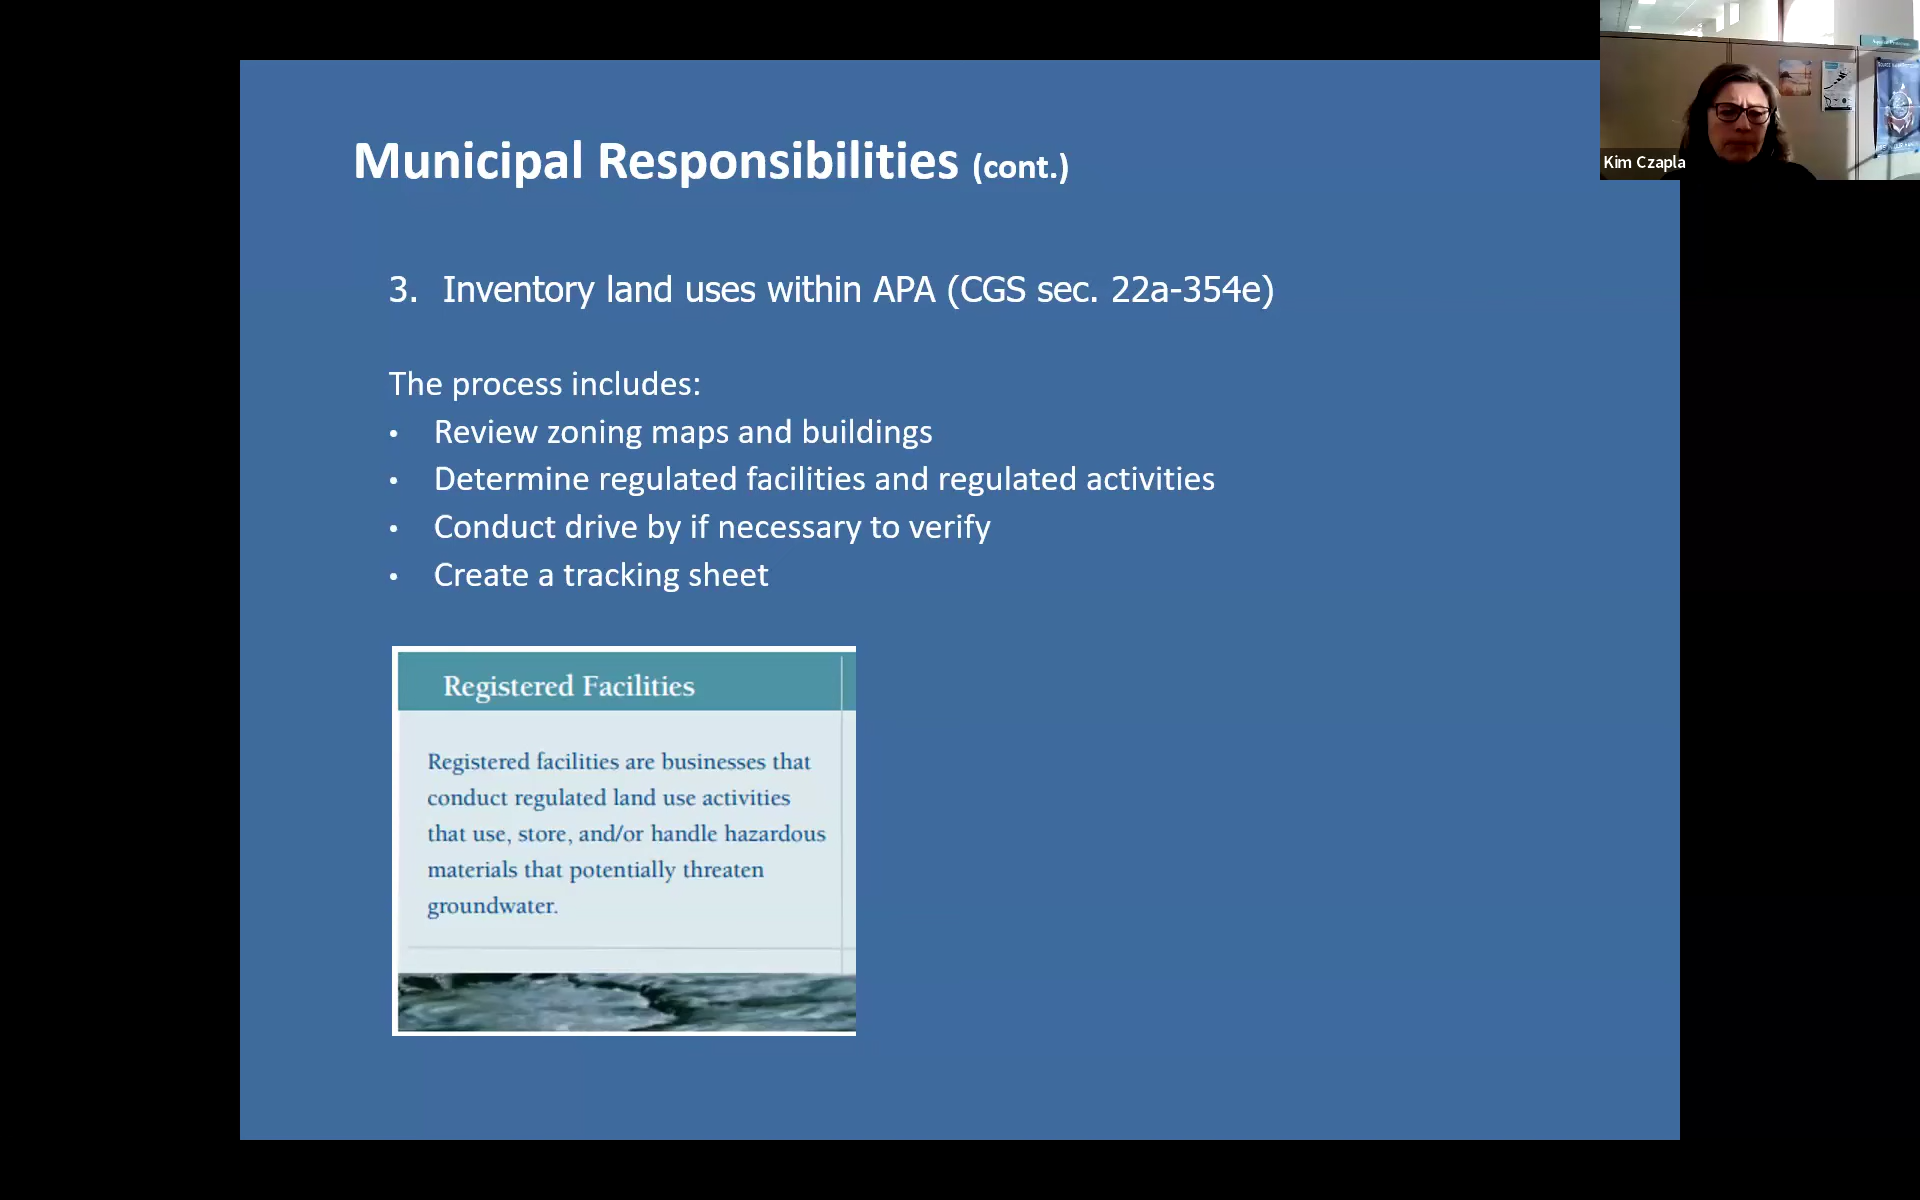 Municipal Responsibilities (cont.)
Kim Czapla
3. Inventory land uses within APA (CGS sec. 22a-354e)
The process includes:
• Review zoning maps and buildings
• Determine regulated facilities and regulated activities
• Conduct drive by if necessary to verify
• Create a tracking sheet
Registered Facilities
Registered facilities are businesses that
conduct regulated land use activities
that use, store, and/or handle hazardous
materials that potentially threaten
groundwater.